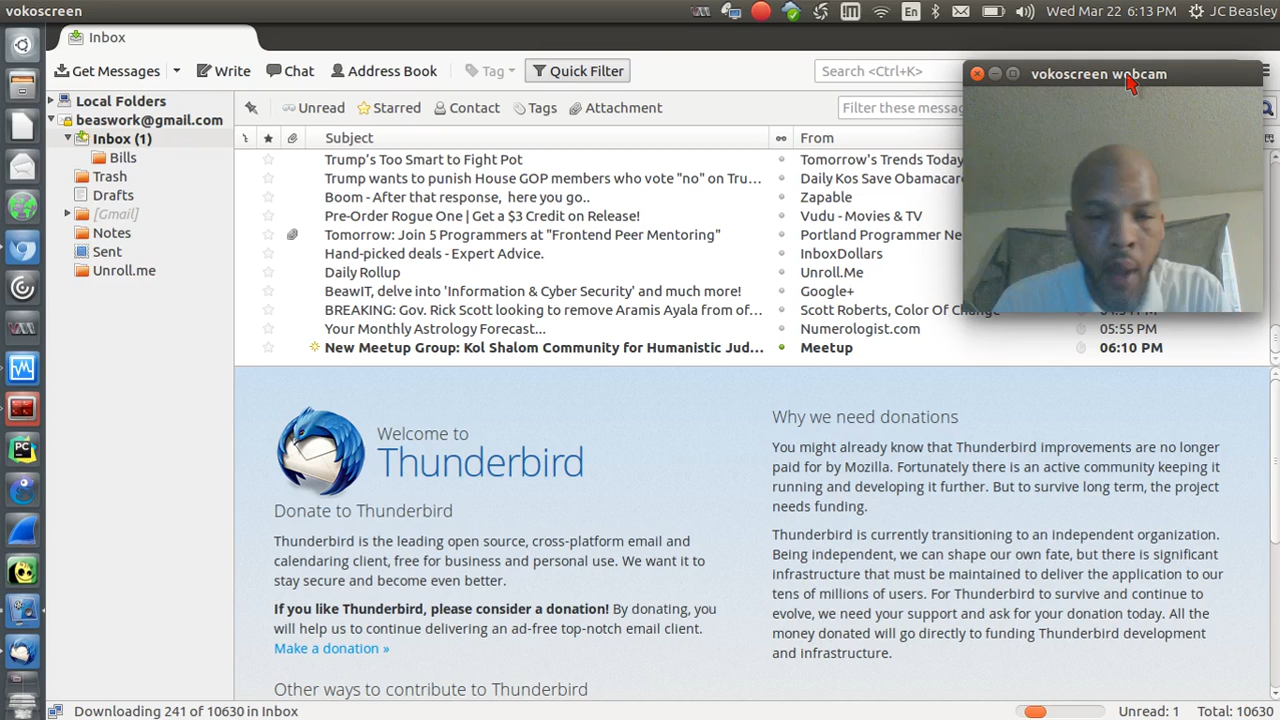 vokoscreen
En
Wed Mar 22 6:13 PM
JC Beasley
Inbox
Get Messages
Write
Chat
Address Book
Tag
Quick Filter
Search <Ctrl+K>
vokoscreen webcam
Local Folders
beaswork@gmail.com
Inbox (1)
Bills
Trash
Drafts
[Gmail]
Notes
Sent
Unroll.me
Unread
Starred
Contact
Tags
Attachment
Filter these messag
Subject
From
Trump's Too Smart to Fight Pot Tomorrow's Trends Today
Trump wants to punish House GOP members who vote "no" on Tru... Daily Kos Save Obamacar
Boom - After that response, here you go.. Zapable
Pre-Order Rogue One | Get a $3 Credit on Release! Vudu - Movies & TV
Tomorrow: Join 5 Programmers at "Frontend Peer Mentoring" Portland Programmer Ne
Hand-picked deals - Expert Advice. InboxDollars
Daily Rollup Unroll.Me
BeawIT, delve into 'Information & Cyber Security' and much more! Google+
BREAKING: Gov. Rick Scott looking to remove Aramis Ayala from of... Scott Roberts, Color Of Change
Your Monthly Astrology Forecast... Numerologist.com 05:55 PM
New Meetup Group: Kol Shalom Community for Humanistic Jud... Meetup 06:10 PM
Welcome to
Thunderbird
Donate to Thunderbird
Thunderbird is the leading open source, cross-platform email and
calendaring client, free for business and personal use. We want it to
stay secure and become even better.
If you like Thunderbird, please consider a donation! By donating, you
will help us to continue delivering an ad-free top-notch email client.
Make a donation »
Other ways to contribute to Thunderbird
Why we need donations
You might already know that Thunderbird improvements are no longer
paid for by Mozilla. Fortunately there is an active community keeping it
running and developing it further. But to survive long term, the project
needs funding.
Thunderbird is currently transitioning to an independent organization.
Being independent, we can shape our own fate, but there is significant
infrastructure that must be maintained to deliver the application to our
tens of millions of users. For Thunderbird to survive and continue to
evolve, we need your support and ask for your donation today. All the
money donated will go directly to funding Thunderbird development
and infrastructure.
Downloading 241 of 10630 in Inbox
Unread: 1
Total: 10630